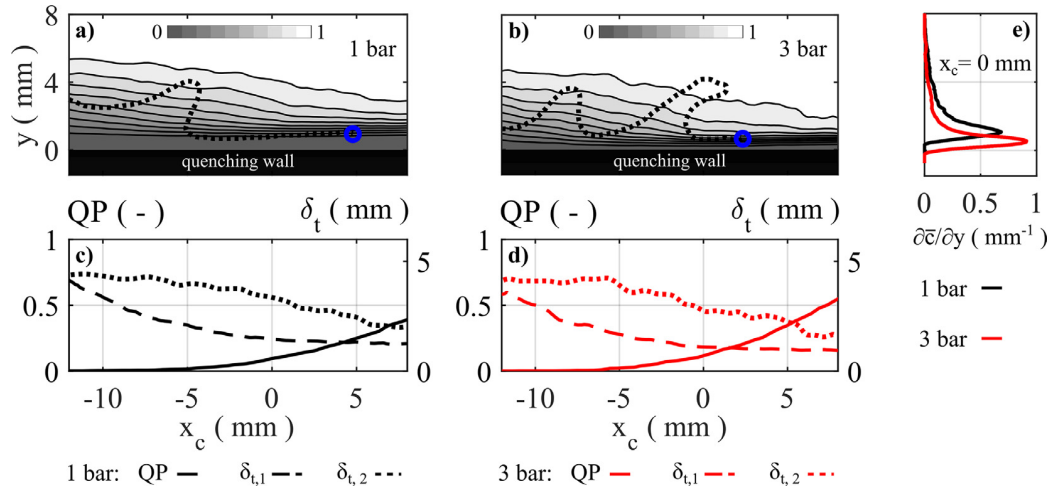 8
a)
0
1
1 bar
b)
0
1
3 bar
e)
x_c= 0 mm
y ( mm )
4
0
quenching wall
quenching wall
0
0.5
1
∂c̅/∂y ( mm⁻¹ )
QP ( - )
δ_t ( mm )
QP ( - )
δ_t ( mm )
1
c)
5
1
d)
5
0.5
0.5
1 bar
3 bar
0
0
0
0
-10
-5
0
5
-10
-5
0
5
x_c ( mm )
x_c ( mm )
1 bar: QP δ_t,1 δ_t, 2
3 bar: QP δ_t,1 δ_t, 2